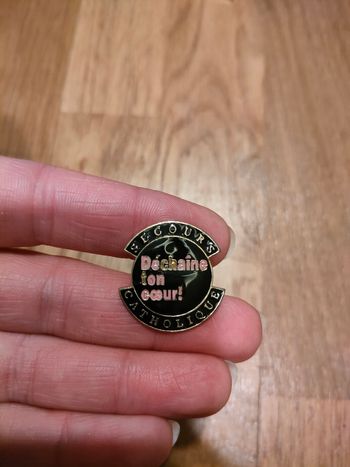 SECOURS
Déchaîne
ton
cœur!
CATHOLIQUE